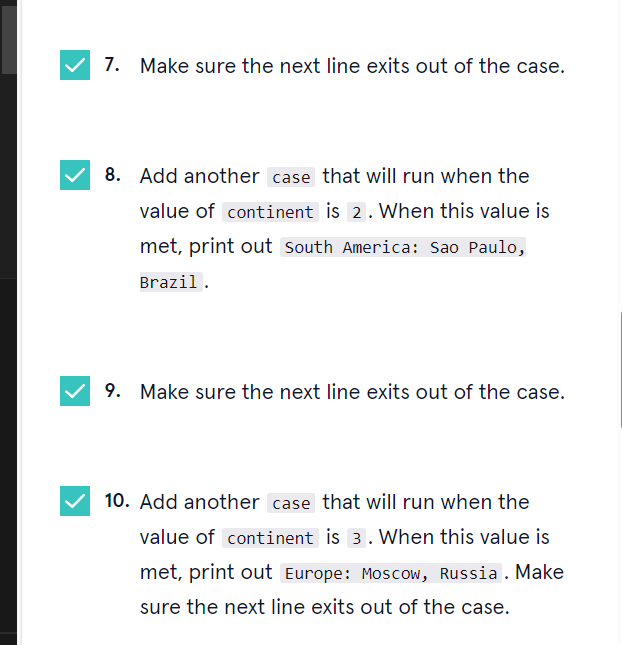 7. Make sure the next line exits out of the case.
8. Add another case that will run when the
value of continent is 2. When this value is
met, print out South America: Sao Paulo,
Brazil.
9. Make sure the next line exits out of the case.
10. Add another case that will run when the
value of continent is 3. When this value is
met, print out Europe: Moscow, Russia. Make
sure the next line exits out of the case.